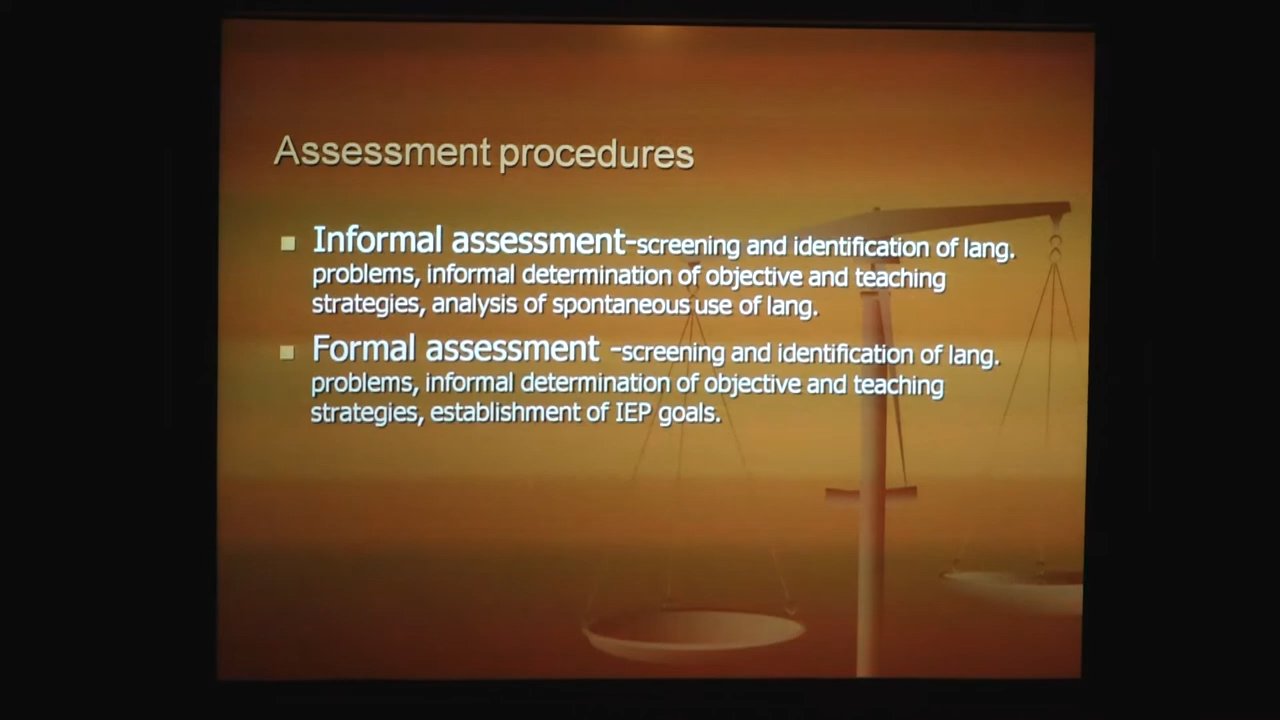 Assessment procedures
Informal assessment-screening and identification of lang.
problems, informal determination of objective and teaching
strategies, analysis of spontaneous use of lang.
Formal assessment -screening and identification of lang.
problems, informal determination of objective and teaching
strategies, establishment of IEP goals.